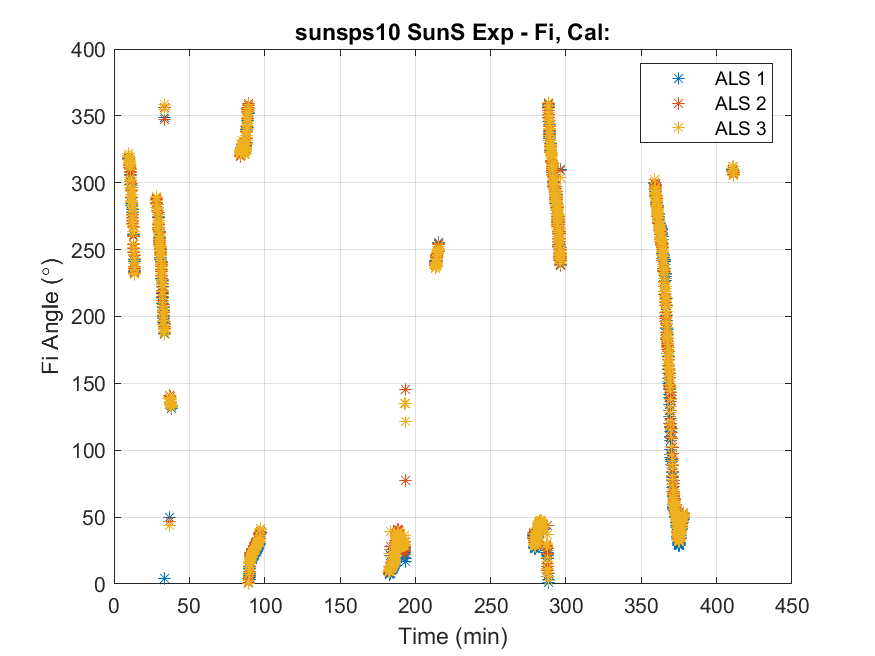 sunsps10 SunS Exp - Fi, Cal:
400
350
300
250
200
150
100
50
0
Fi Angle (°)
ALS 1
ALS 2
ALS 3
0 50 100 150 200 250 300 350 400 450
Time (min)